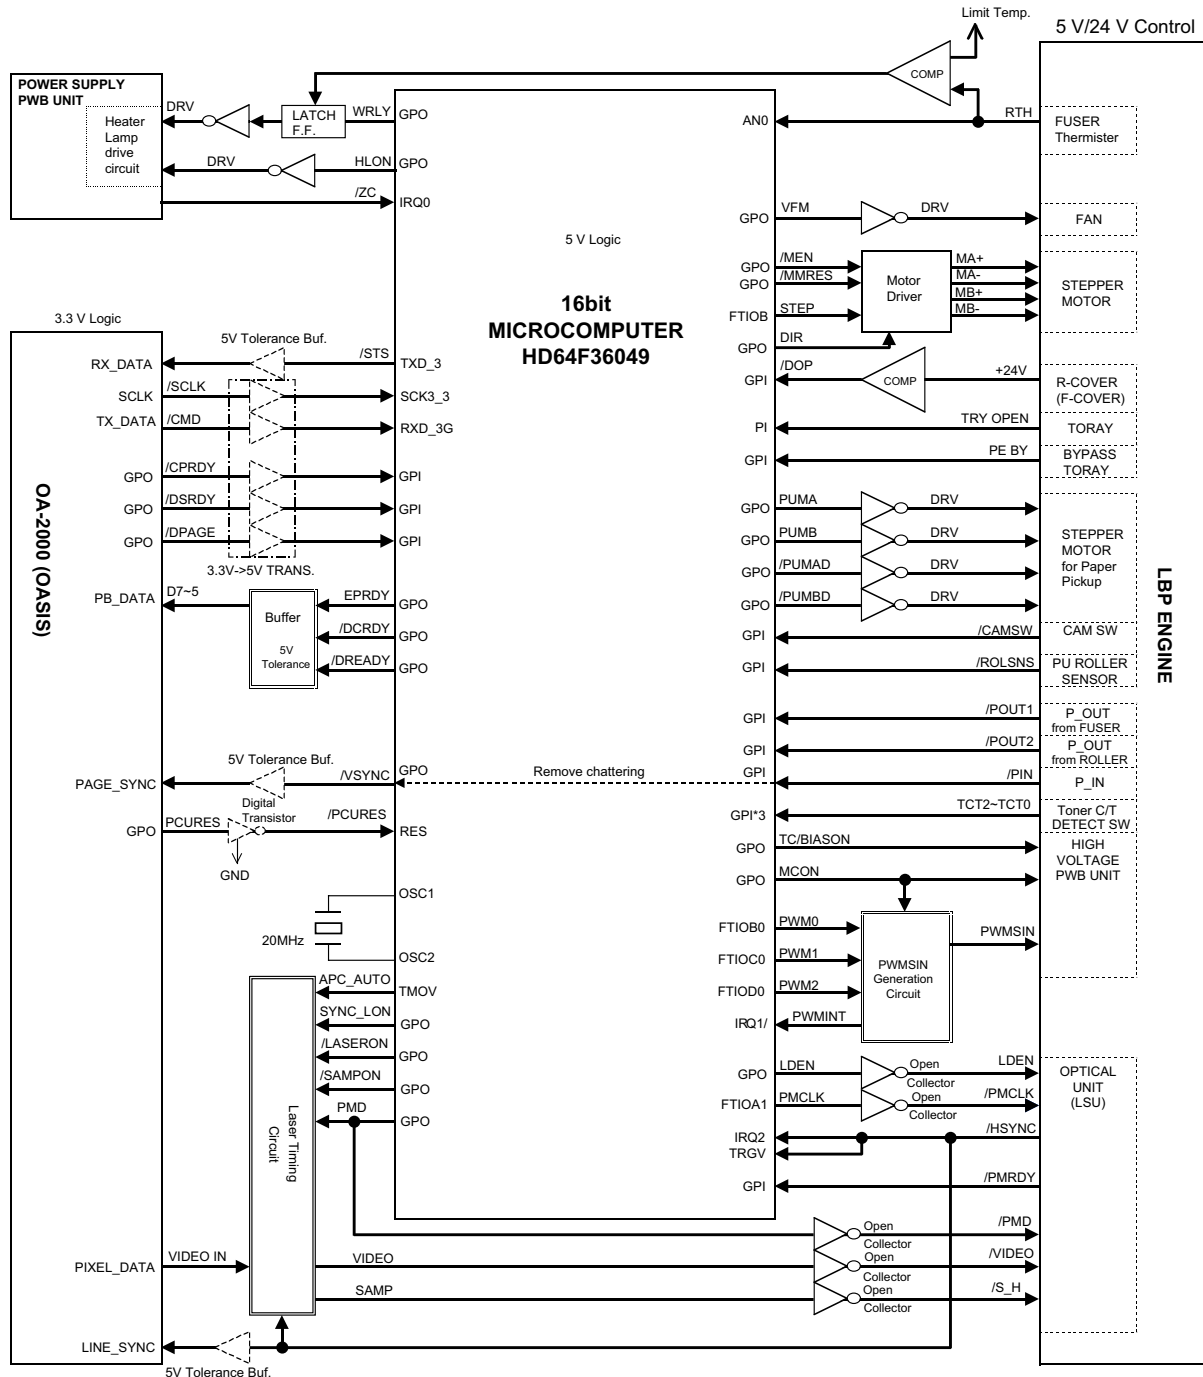 Limit Temp.
5 V/24 V Control
POWER SUPPLY
PWB UNIT
Heater
Lamp
drive
circuit
DRV
LATCH
F.F.
WRLY
GPO
DRV
HLON
GPO
/ZC
IRQ0
COMP
AN0
RTH
FUSER
Thermister
GPO
VFM
DRV
FAN
5 V Logic
16bit
MICROCOMPUTER
HD64F36049
GPO
/MEN
GPO
/MMRES
FTIOB
STEP
GPO
DIR
Motor
Driver
MA+
MA-
MB+
MB-
STEPPER
MOTOR
GPI
/DOP
COMP
+24V
R-COVER
(F-COVER)
PI
TRY OPEN
TORAY
GPI
PE BY
BYPASS
TORAY
3.3 V Logic
OA-2000 (OASIS)
5V Tolerance Buf.
RX_DATA
/STS
TXD_3
SCLK
/SCLK
SCK3_3
TX_DATA
/CMD
RXD_3G
GPO
/CPRDY
GPI
GPO
/DSRDY
GPI
GPO
/DPAGE
GPI
3.3V->5V TRANS.
PB_DATA
D7~5
Buffer
5V
Tolerance
EPRDY
GPO
/DCRDY
GPO
/DREADY
GPO
GPO
PUMA
DRV
GPO
PUMB
DRV
GPO
/PUMAD
DRV
GPO
/PUMBD
DRV
STEPPER
MOTOR
for Paper
Pickup
GPI
/CAMSW
CAM SW
GPI
/ROLSNS
PU ROLLER
SENSOR
LBP ENGINE
GPI
/POUT1
P_OUT
from FUSER
GPI
/POUT2
P_OUT
from ROLLER
5V Tolerance Buf.
PAGE_SYNC
/VSYNC
GPO
Remove chattering
GPI
/PIN
P_IN
Digital
Transistor
GPO
PCURES
/PCURES
RES
GND
GPI*3
TCT2~TCT0
Toner C/T
DETECT SW
GPO
TC/BIASON
HIGH
VOLTAGE
PWB UNIT
GPO
MCON
OSC1
20MHz
OSC2
FTIOB0
PWM0
FTIOC0
PWM1
FTIOD0
PWM2
IRQ1/
PWMINT
PWMSIN
Generation
Circuit
PWMSIN
APC_AUTO
TMOV
SYNC_LON
GPO
/LASERON
GPO
/SAMPON
GPO
PMD
GPO
Laser Timing
Circuit
GPO
LDEN
Open
Collector
LDEN
FTIOA1
PMCLK
Open
Collector
/PMCLK
OPTICAL
UNIT
(LSU)
IRQ2
TRGV
/HSYNC
GPI
/PMRDY
Open
Collector
/PMD
PIXEL_DATA
VIDEO IN
VIDEO
Open
Collector
/VIDEO
SAMP
Open
Collector
/S_H
LINE_SYNC
5V Tolerance Buf.